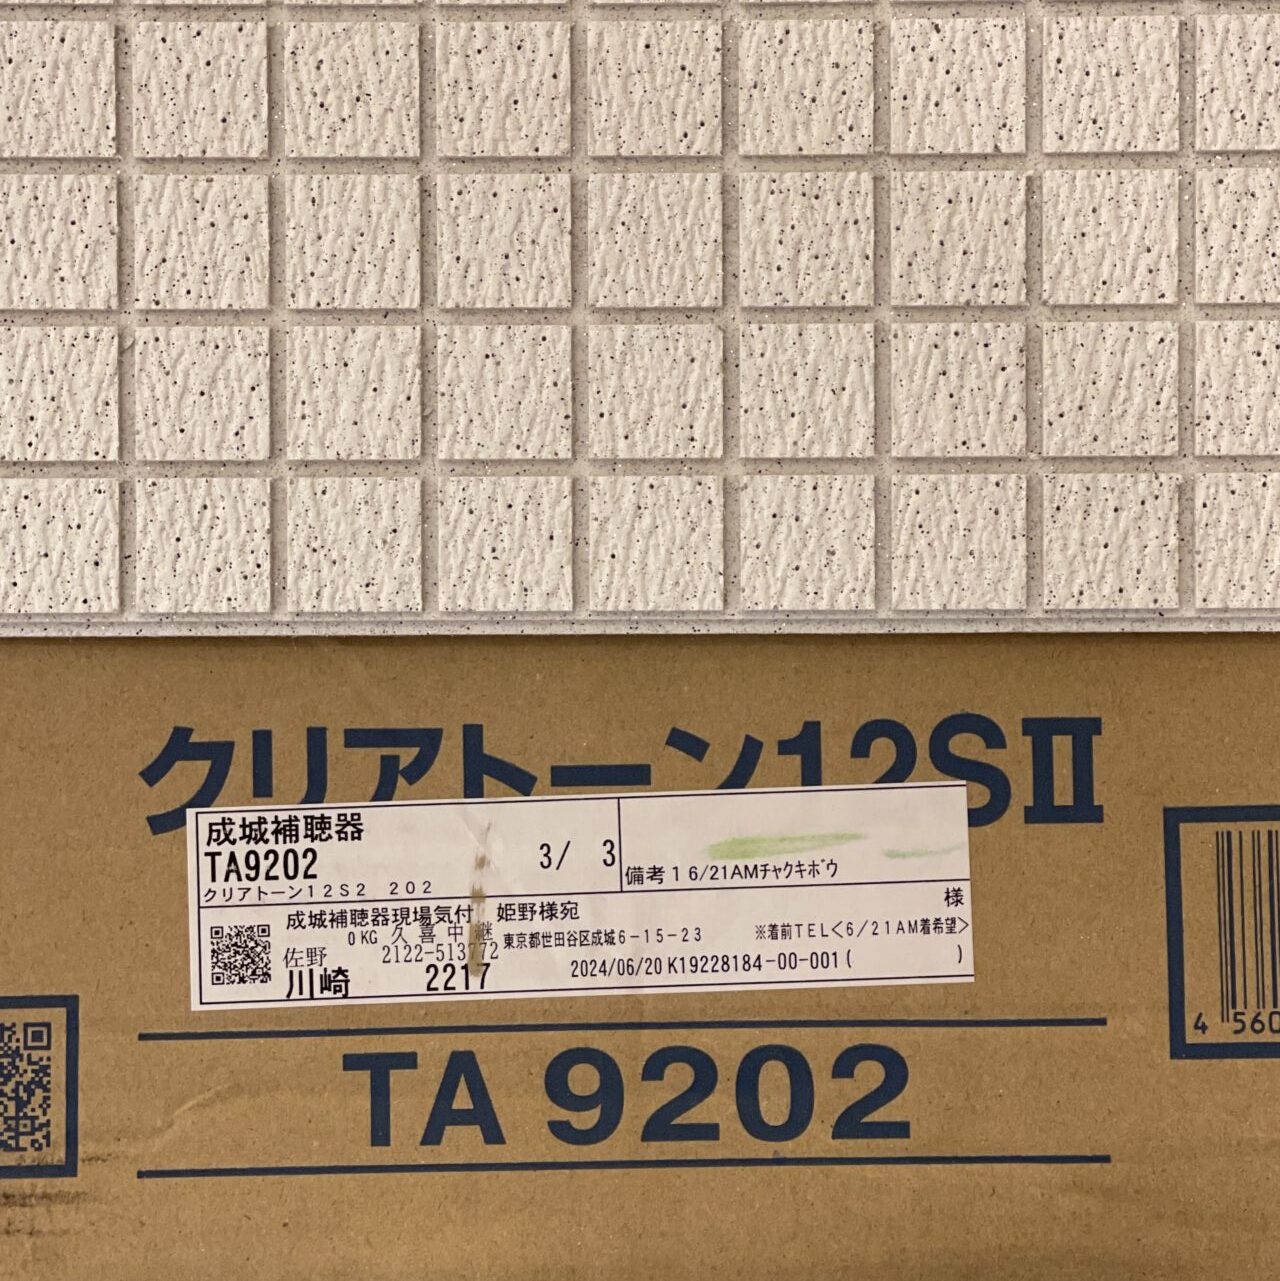 クリアトーン12SⅡ
成城補聴器
TA9202
3/ 3
クリアトーン12S2 202
備考1 6/21AMチャクキボウ
様
成城補聴器現場気付 姫野様宛
0KG 久喜中継
東京都世田谷区成城6-15-23
※着前TEL<6/21AM着希望>
佐野 2122-513772
川崎 2217
2024/06/20 K19228184-00-001( )
TA 9202
4 560